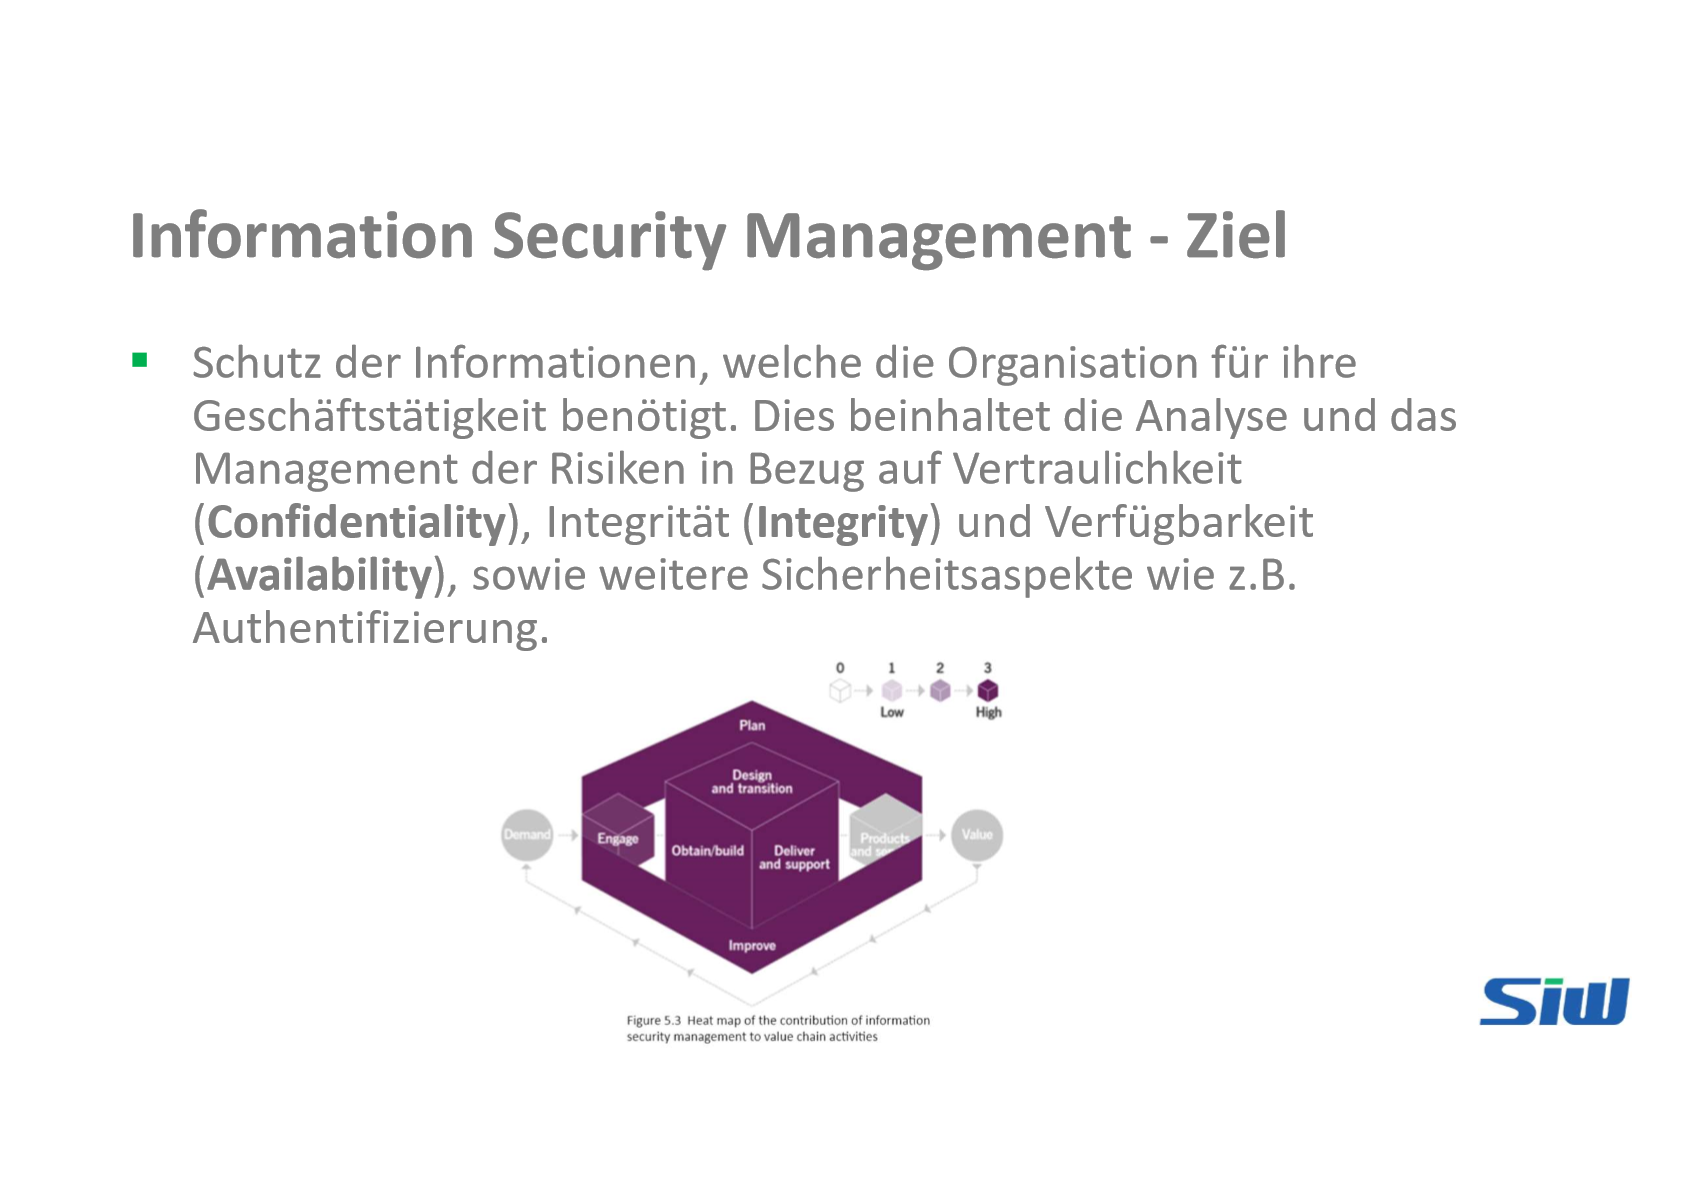 Information Security Management - Ziel
Schutz der Informationen, welche die Organisation für ihre
Geschäftstätigkeit benötigt. Dies beinhaltet die Analyse und das
Management der Risiken in Bezug auf Vertraulichkeit
(Confidentiality), Integrität (Integrity) und Verfügbarkeit
(Availability), sowie weitere Sicherheitsaspekte wie z.B.
Authentifizierung.
0 1 2 3
Low High
Plan
Design
and transition
Demand
Engage
Obtain/build
Deliver
and support
Products
and
Value
Improve
Figure 5.3 Heat map of the contribution of information
security management to value chain activities
Siw